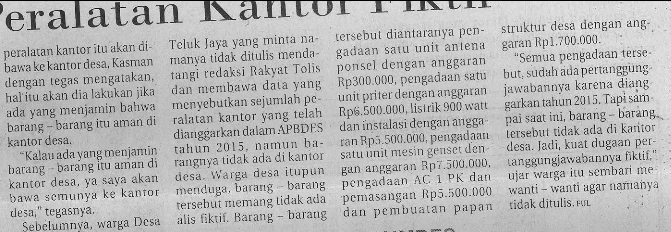 Peralatan Kantor Fiktif
peralatan kantor itu akan di-
bawa ke kantor desa, Kasman
dengan tegas mengatakan,
hal itu akan dia lakukan jika
ada yang menjamin bahwa
barang – barang itu aman di
kantor desa.
"Kalau ada yang menjamin
barang – barang itu aman di
kantor desa, ya saya akan
bawa semunya ke kantor
desa," tegasnya.
Sebelumnya, warga Desa
Teluk Jaya yang minta na-
manya tidak ditulis menda-
tangi redaksi Rakyat Tolis
dan membawa data yang
menyebutkan sejumlah pe-
ralatan kantor yang telah
dianggarkan dalam APBDES
tahun 2015, namun ba-
rangnya tidak ada di kantor
desa. Warga desa itupun
menduga, barang – barang
tersebut memang tidak ada
alis fiktif. Barang – barang
tersebut diantaranya pen-
gadaan satu unit antena
ponsel dengan anggaran
Rp300.000, pengadaan satu
unit priter dengan anggaran
Rp6.500.000, listrik 900 watt
dan instalasi dengan angga-
ran Rp5.500.000, pengadaan
satu unit mesin genset den-
gan anggaran Rp7.500.000,
pengadaan AC 1 PK dan
pemasangan Rp5.500.000
dan pembuatan papan
struktur desa dengan ang-
garan Rp1.700.000.
"Semua pengadaan terse-
but, sudah ada pertanggung-
jawabannya karena diang-
garkan tahun 2015. Tapi sam-
pai saat ini, barang – barang
tersebut tidak ada di kantor
desa. Jadi, kuat dugaan per-
tanggungjawabannya fiktif."
ujar warga itu sembari me-
wanti – wanti agar namanya
tidak ditulis.